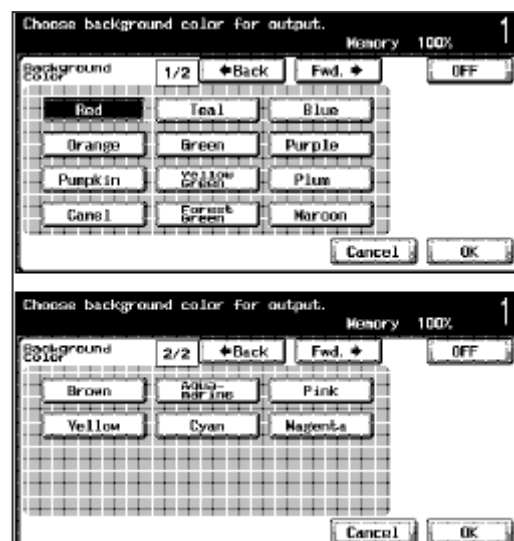 Choose background color for output.
Memory 100% 1
Background color 1/2 ←Back Fwd. → OFF
Red Teal Blue
Orange Green Purple
Pumpkin Yellow Green Plum
Camel Forest Green Maroon
Cancel OK
Choose background color for output.
Memory 100% 1
Background color 2/2 ←Back Fwd. → OFF
Brown Aqua-marine Pink
Yellow Cyan Magenta
Cancel OK